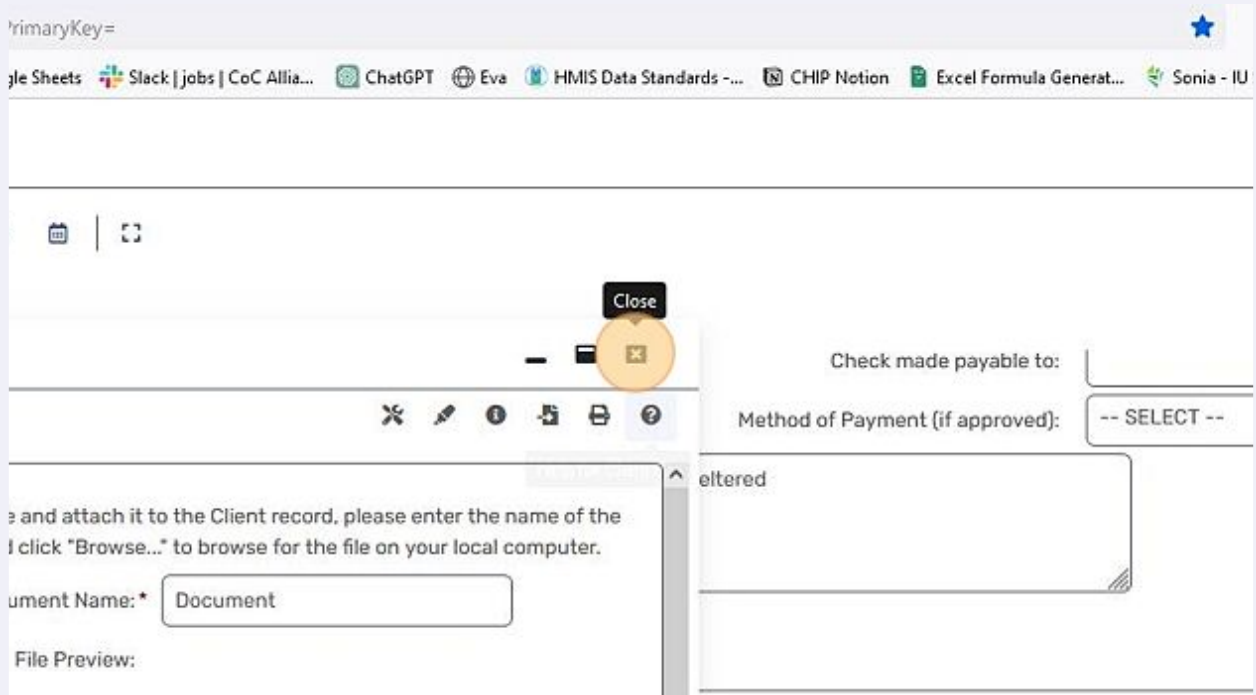 PrimaryKey=
gle Sheets Slack | jobs | CoC Allia... ChatGPT Eva HMIS Data Standards -... CHIP Notion Excel Formula Generat... Sonia - IU
Close
Check made payable to:
Method of Payment (if approved): -- SELECT --
eltered
e and attach it to the Client record, please enter the name of the
click "Browse..." to browse for the file on your local computer.
ument Name:* Document
File Preview: